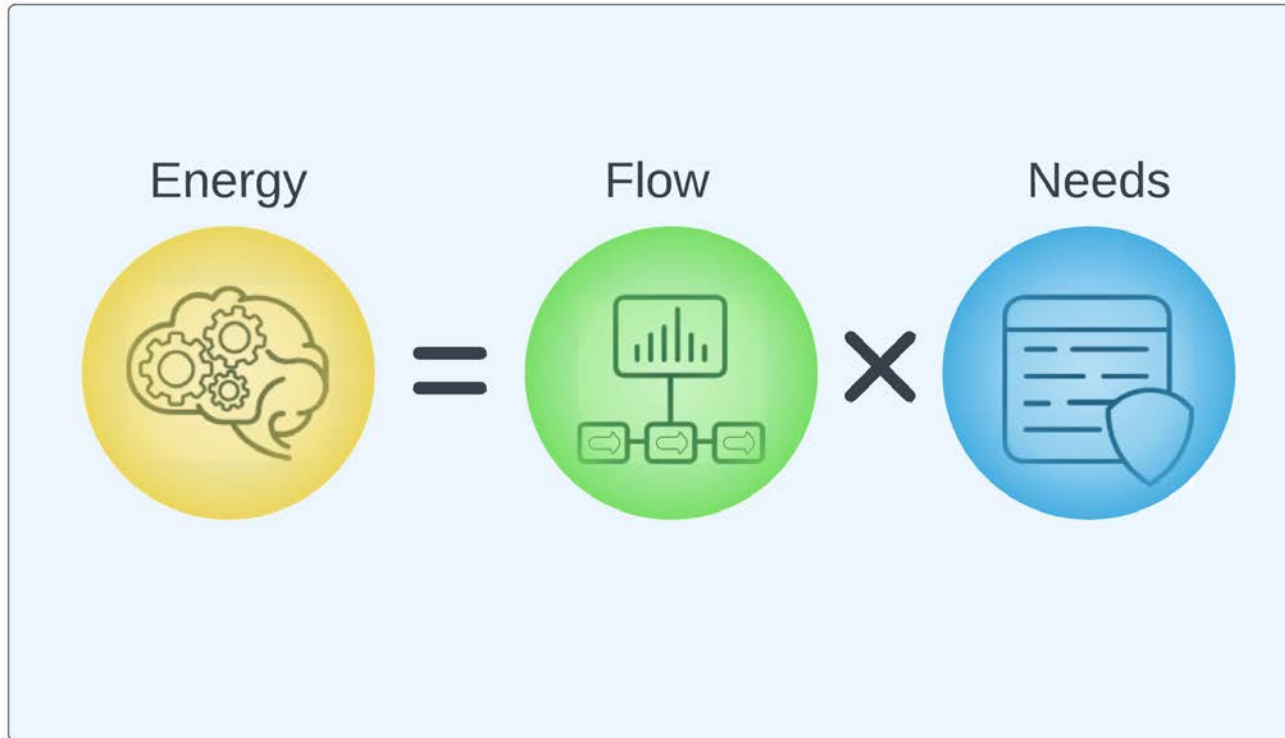 Energy
Flow
Needs
=
×